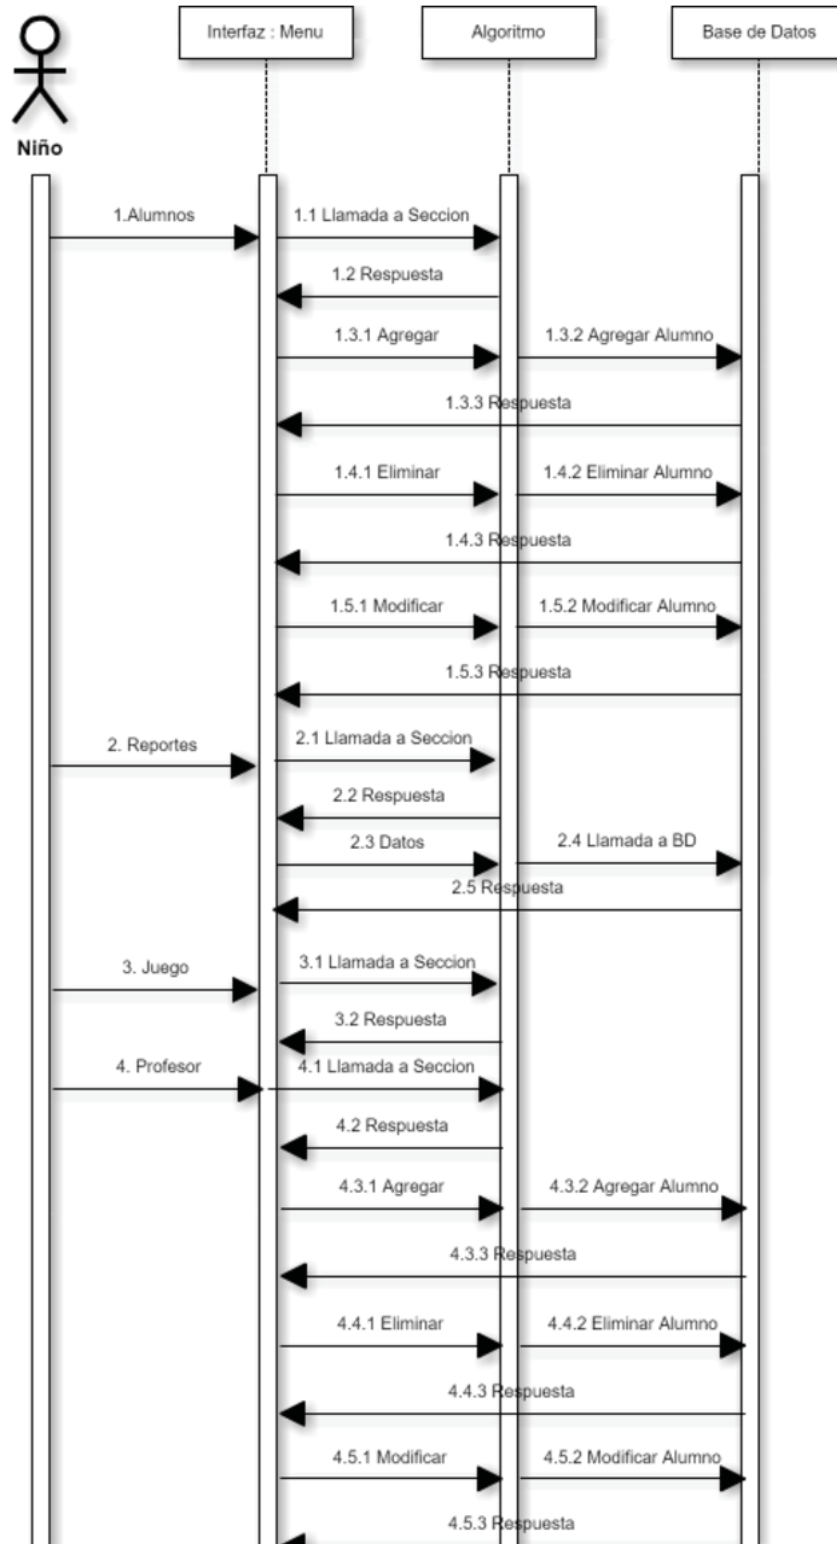 Interfaz : Menu
Algoritmo
Base de Datos
Niño
1.Alumnos
1.1 Llamada a Seccion
1.2 Respuesta
1.3.1 Agregar
1.3.2 Agregar Alumno
1.3.3 Respuesta
1.4.1 Eliminar
1.4.2 Eliminar Alumno
1.4.3 Respuesta
1.5.1 Modificar
1.5.2 Modificar Alumno
1.5.3 Respuesta
2. Reportes
2.1 Llamada a Seccion
2.2 Respuesta
2.3 Datos
2.4 Llamada a BD
2.5 Respuesta
3. Juego
3.1 Llamada a Seccion
3.2 Respuesta
4. Profesor
4.1 Llamada a Seccion
4.2 Respuesta
4.3.1 Agregar
4.3.2 Agregar Alumno
4.3.3 Respuesta
4.4.1 Eliminar
4.4.2 Eliminar Alumno
4.4.3 Respuesta
4.5.1 Modificar
4.5.2 Modificar Alumno
4.5.3 Respuesta